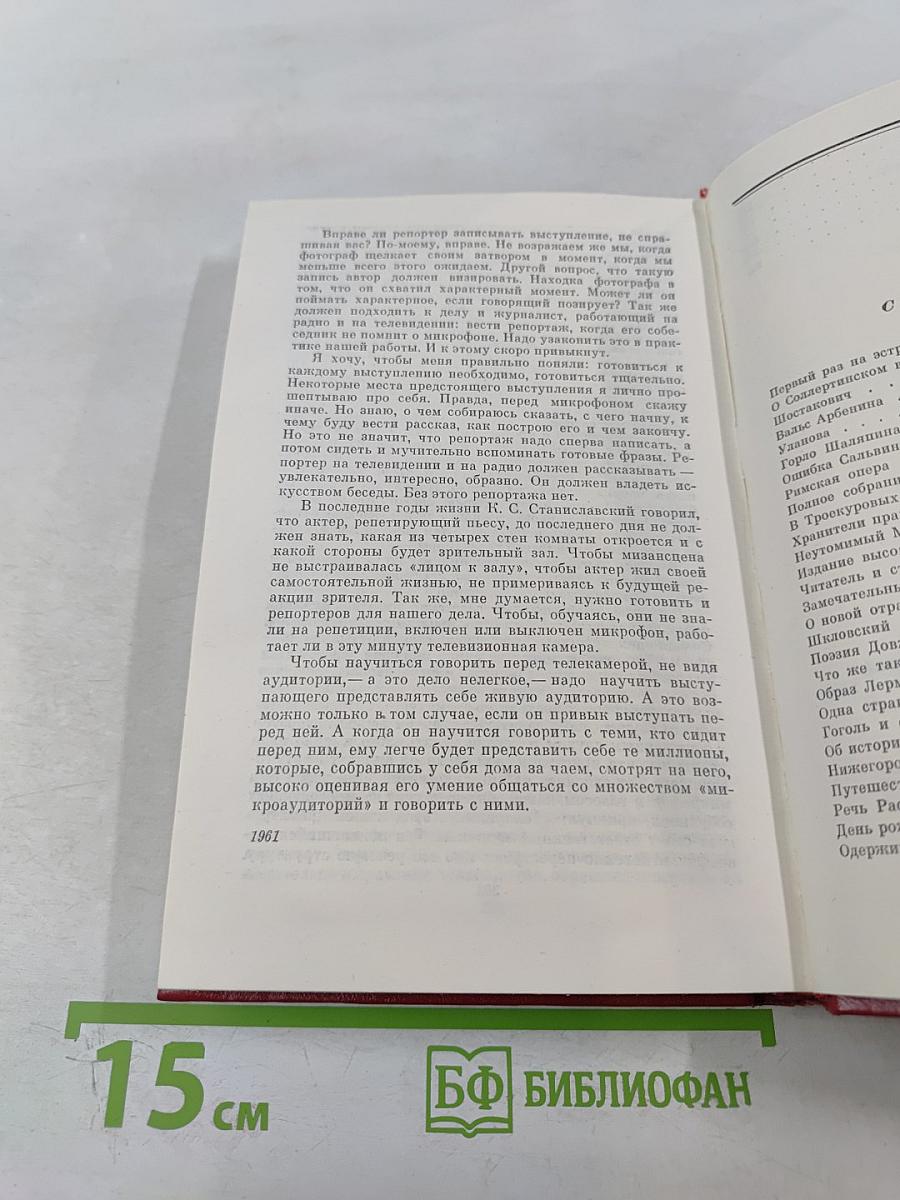 Вправе ли репортер записывать выступление, не спра-
шивая вас? По-моему, вправе. Не возражаем же мы, когда
фотограф щелкает своим затвором в момент, когда мы
меньше всего этого ожидаем. Другой вопрос, что такую
запись автор должен визировать. Находка фотографа в
том, что он схватил характерный момент. Может ли он
поймать характерное, если говорящий позирует? Так же
должен подходить к делу и журналист, работающий на
радио и на телевидении: вести репортаж, когда его собе-
седник не помнит о микрофоне. Надо узаконить это в прак-
тике нашей работы. И к этому скоро привыкнут.
Я хочу, чтобы меня правильно поняли: готовиться к
каждому выступлению необходимо, готовиться тщательно.
Некоторые места предстоящего выступления я лично про-
шептываю про себя. Правда, перед микрофоном скажу
иначе. Но знаю, о чем собираюсь сказать, с чего начну, к
чему буду вести рассказ, как построю его и чем закончу.
Но это не значит, что репортаж надо сперва написать, а
потом сидеть и мучительно вспоминать готовые фразы. Ре-
портер на телевидении и на радио должен рассказывать —
увлекательно, интересно, образно. Он должен владеть ис-
кусством беседы. Без этого репортажа нет.
В последние годы жизни К. С. Станиславский говорил,
что актер, репетирующий пьесу, до последнего дня не дол-
жен знать, какая из четырех стен комнаты откроется и с
какой стороны будет зрительный зал. Чтобы мизансцена
не выстраивалась «лицом к залу», чтобы актер жил своей
самостоятельной жизнью, не примериваясь к будущей ре-
акции зрителя. Так же, мне думается, нужно готовить и
репортеров для нашего дела. Чтобы, обучаясь, они не зна-
ли на репетиции, включен или выключен микрофон, рабо-
тает ли в эту минуту телевизионная камера.
Чтобы научиться говорить перед телекамерой, не видя
аудитории,— а это дело нелегкое,— надо научить высту-
пающего представлять себе живую аудиторию. А это воз-
можно только в том случае, если он привык выступать пе-
ред ней. А когда он научится говорить с теми, кто сидит
перед ним, ему легче будет представить себе те миллионы,
которые, собравшись у себя дома за чаем, смотрят на него,
высоко оценивая его умение общаться со множеством «ми-
кроаудиторий» и говорить с ними.
1961
С
Первый раз на эстр
О Соллертинском в
Шостакович . .
Вальс Арбенина .
Уланова . . .
Горло Шаляпина
Ошибка Сальвин
Римская опера
Полное собрани
В Троекуровых
Хранители пра
Неутомимый М
Издание высо
Читатель и с
Замечательны
О новой отра
Шкловский
Поэзия Довж
Что же так
Образ Лерм
Одна стран
Гоголь и
Об истори
Нижегоро
Путешест
Речь Рас
День рож
Одержи
15 см
БФ БИБЛИОФАН